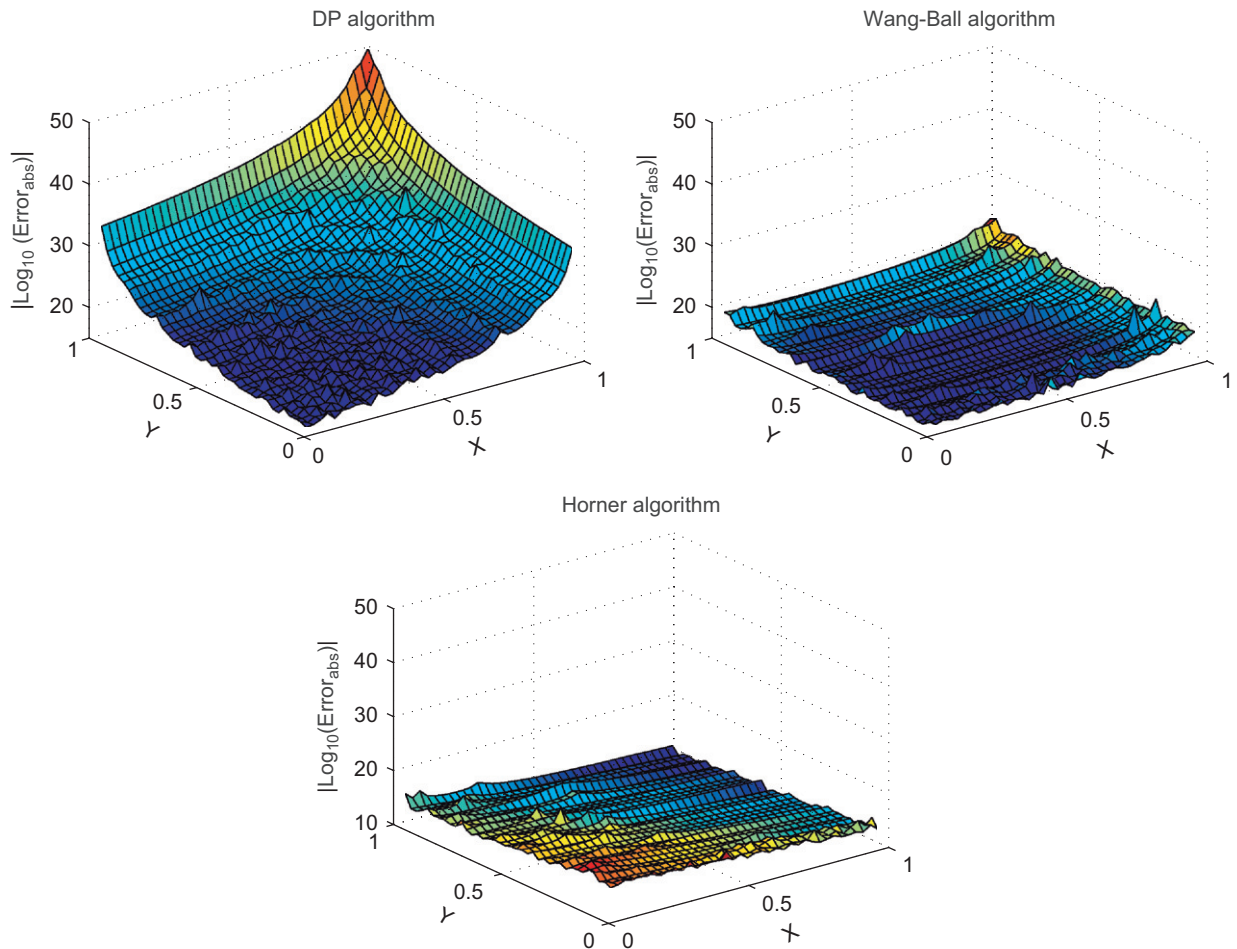 DP algorithm
|Log10 (Errorabs)|
50
40
30
20
1
0.5
0
Y
0
0.5
1
X
Wang-Ball algorithm
|Log10(Errorabs)|
50
40
30
20
1
0.5
0
Y
0
0.5
1
X
Horner algorithm
|Log10(Errorabs)|
50
40
30
20
10
1
0.5
0
Y
0
0.5
1
X